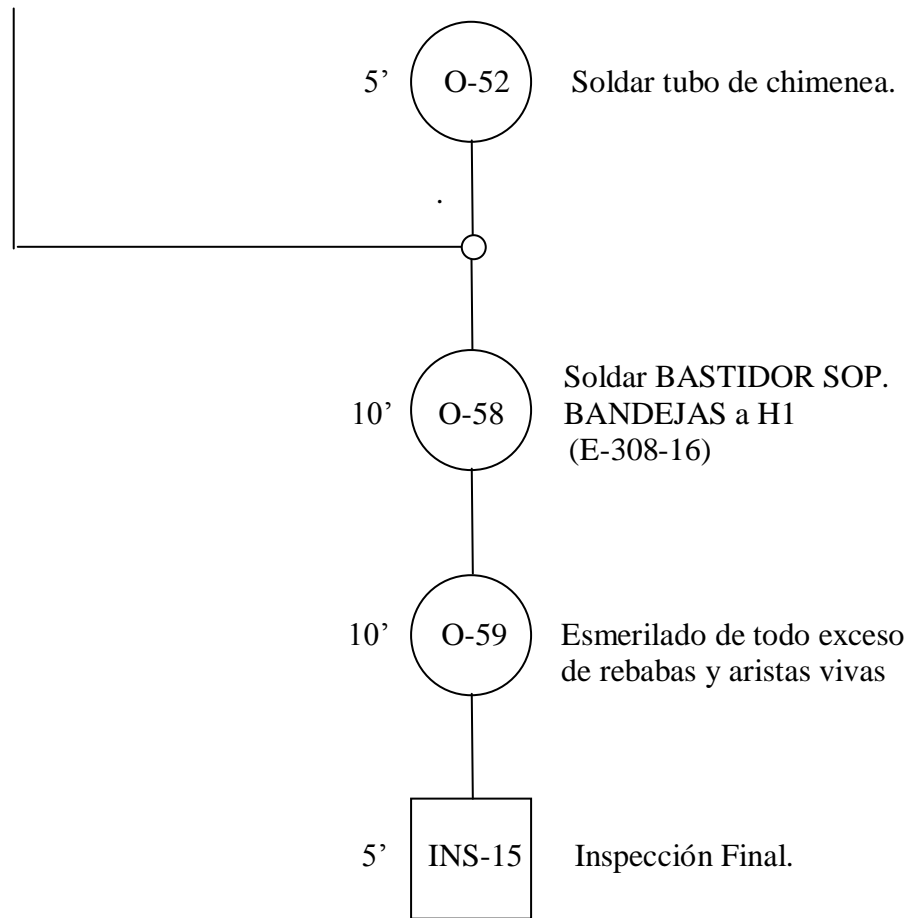 5’ O-52 Soldar tubo de chimenea.
.
Soldar BASTIDOR SOP.
10’ O-58 BANDEJAS a H1
(E-308-16)
10’ O-59 Esmerilado de todo exceso
de rebabas y aristas vivas
5’ INS-15 Inspección Final.